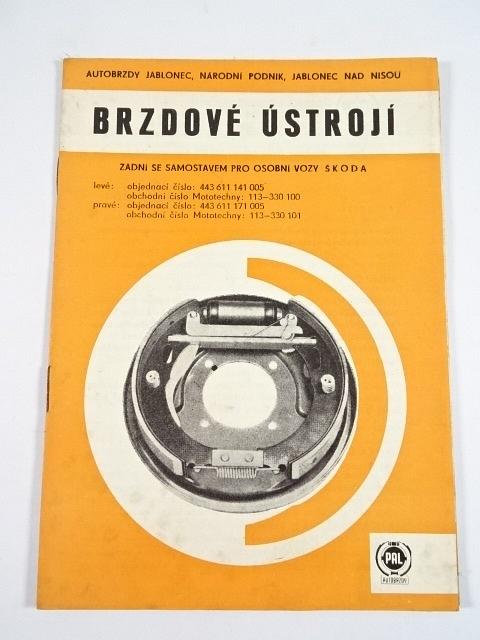 AUTOBRZDY JABLONEC, NÁRODNÍ PODNIK, JABLONEC NAD NISOU
BRZDOVÉ ÚSTROJÍ
ZADNÍ SE SAMOSTAVEM PRO OSOBNÍ VOZY ŠKODA
levé: objednací číslo: 443 611 141 005
obchodní číslo Mototechny: 113–330 100
pravé: objednací číslo: 443 611 171 005
obchodní číslo Mototechny: 113–330 101
PAL
AUTOBRZDY